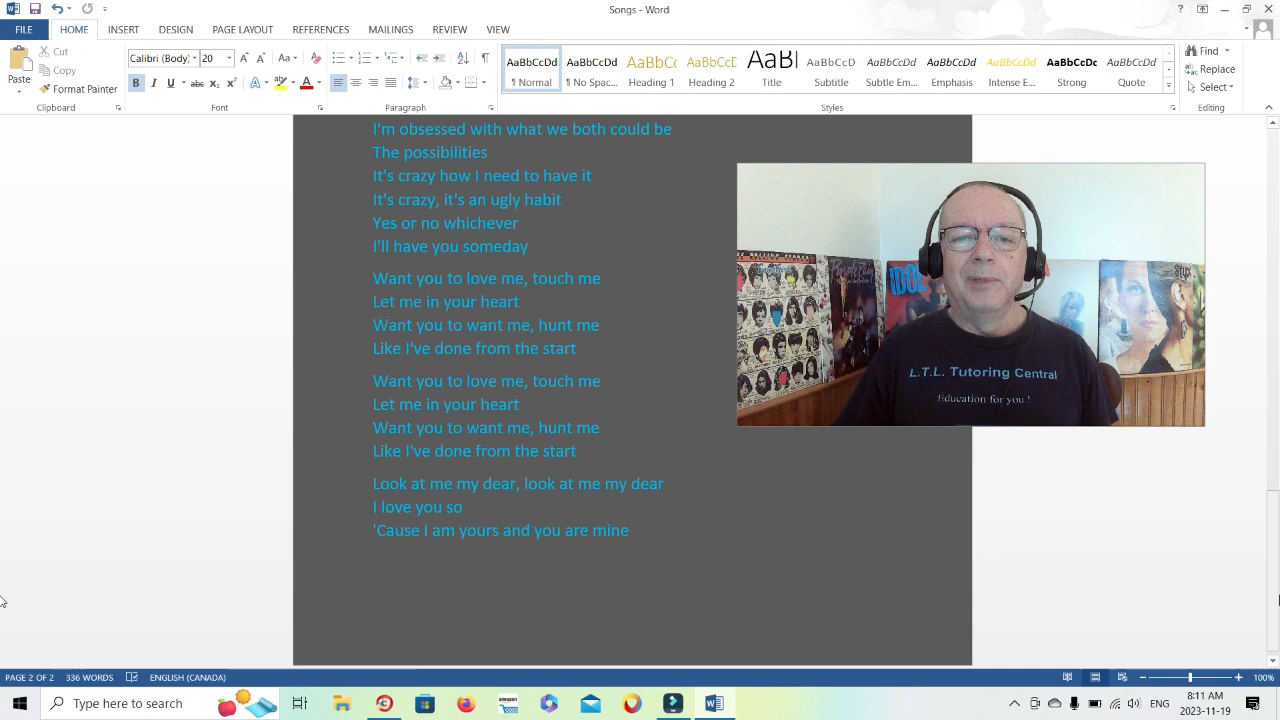 Songs - Word
FILE HOME INSERT DESIGN PAGE LAYOUT REFERENCES MAILINGS REVIEW VIEW
Paste
Cut
Copy
Format Painter
Clipboard
Calibri (Body) 20
Font
Paragraph
AaBbCcDd AaBbCcDd AaBbC AaBbCcC AaBl AaBbCcD AaBbCcDd AaBbCcDd AaBbCcDd AaBbCcDc AaBbCcDd
¶ Normal ¶ No Spac... Heading 1 Heading 2 Title Subtitle Subtle Em... Emphasis Intense E... Strong Quote
Styles
Find
Replace
Select
Editing
I'm obsessed with what we both could be
The possibilities
It's crazy how I need to have it
It's crazy, it's an ugly habit
Yes or no whichever
I'll have you someday
Want you to love me, touch me
Let me in your heart
Want you to want me, hunt me
Like I've done from the start
Want you to love me, touch me
Let me in your heart
Want you to want me, hunt me
Like I've done from the start
Look at me my dear, look at me my dear
I love you so
'Cause I am yours and you are mine
IDOL
STYX
L.T.L. Tutoring Central
Education for you !
PAGE 2 OF 2 336 WORDS ENGLISH (CANADA) 100%
Type here to search
amazon
ENG
8:11 AM
2023-11-19